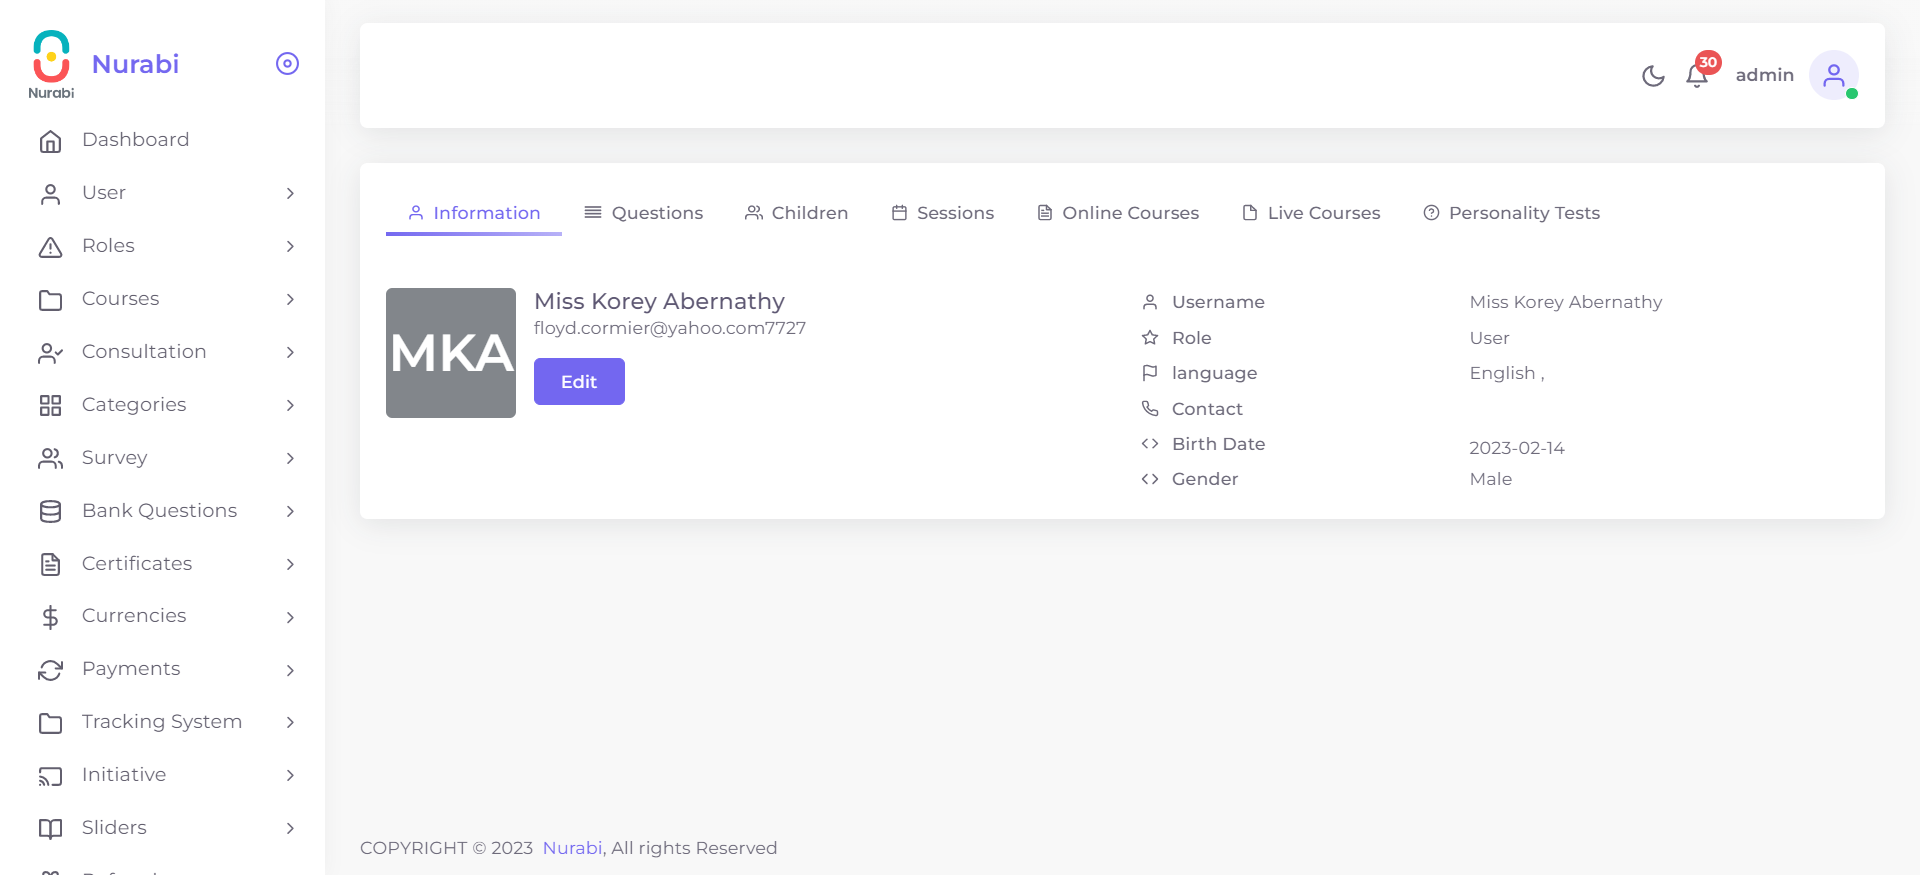 Nurabi
Nurabi
Dashboard
User
Roles
Courses
Consultation
Categories
Survey
Bank Questions
Certificates
Currencies
Payments
Tracking System
Initiative
Sliders
30
admin
Information
Questions
Children
Sessions
Online Courses
Live Courses
Personality Tests
MKA
Miss Korey Abernathy
floyd.cormier@yahoo.com7727
Edit
Username Miss Korey Abernathy
Role User
language English ,
Contact
Birth Date 2023-02-14
Gender Male
COPYRIGHT © 2023 Nurabi, All rights Reserved